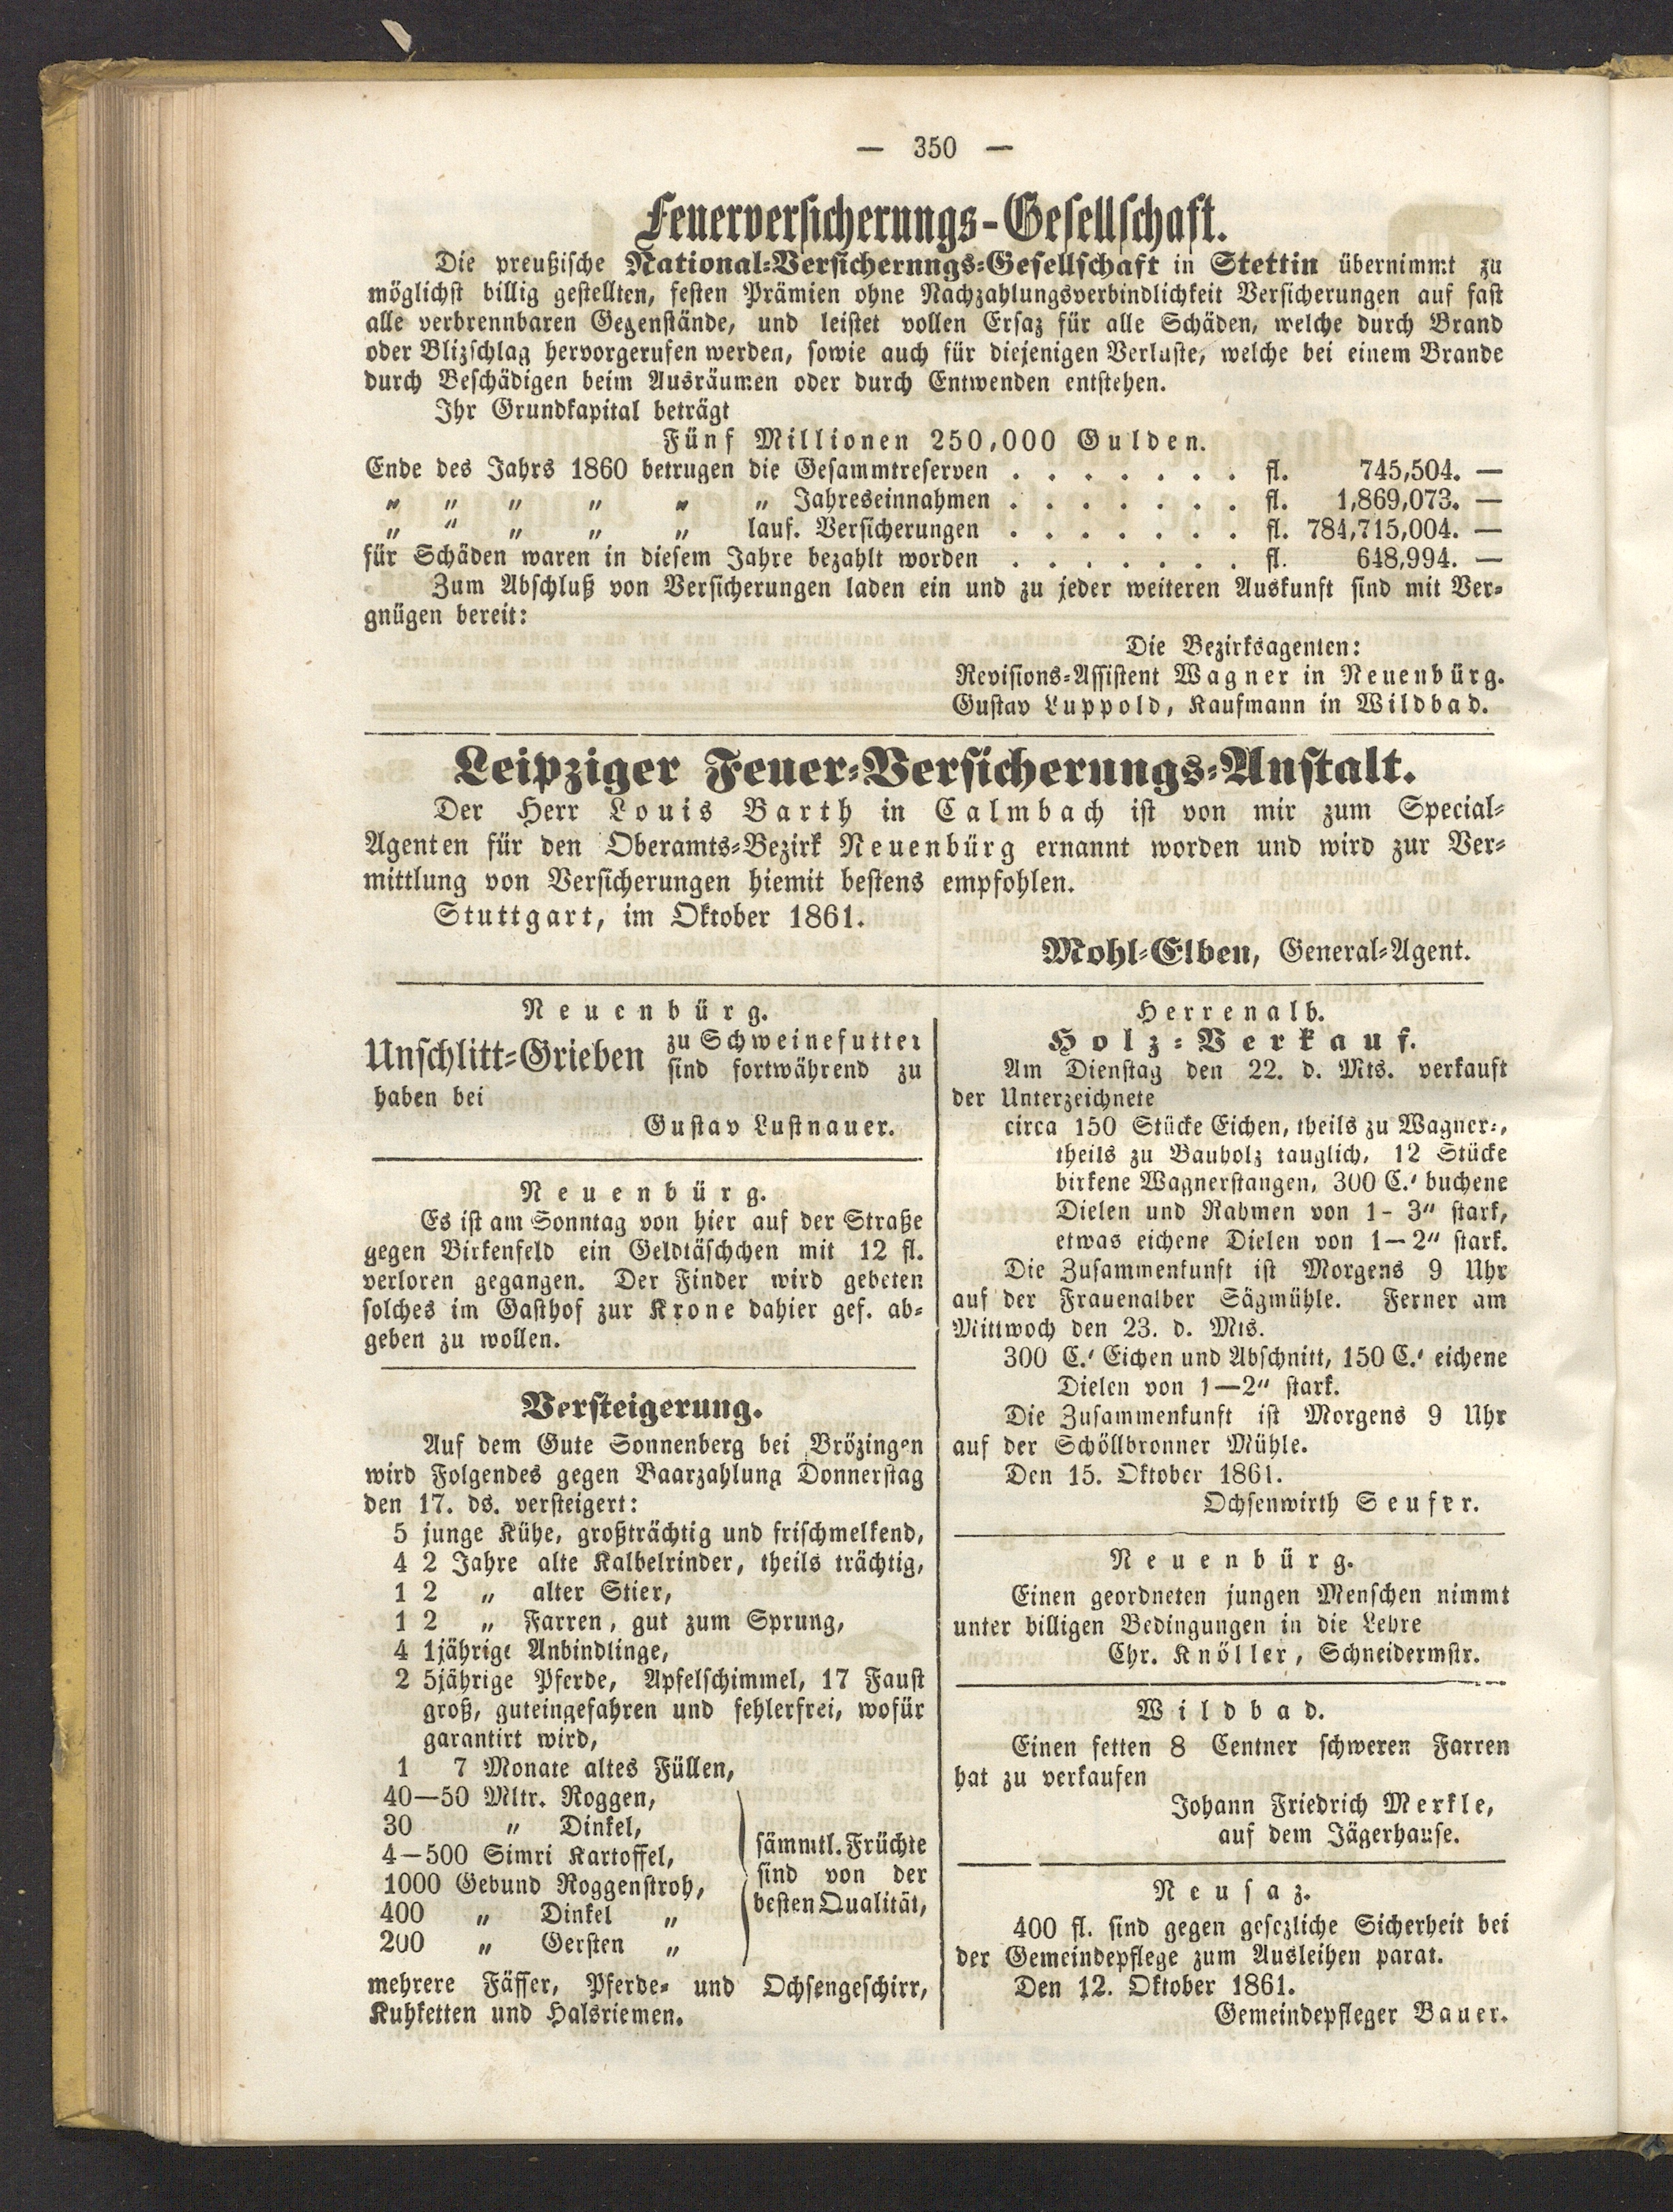 — 350 —
Feuerversicherungs-Gesellschaft.
Die preußische National-Versicherungs-Gesellschaft in Stettin übernimmt zu
möglichst billig gestellten, festen Prämien ohne Nachzahlungsverbindlichkeit Versicherungen auf fast
alle verbrennbaren Gegenstände, und leistet vollen Ersaz für alle Schäden, welche durch Brand
oder Blizschlag hervorgerufen werden, sowie auch für diejenigen Verluste, welche bei einem Brande
durch Beschädigen beim Ausräumen oder durch Entwenden entstehen.
Ihr Grundkapital beträgt
Fünf Millionen 250,000 Gulden.
Ende des Jahrs 1860 betrugen die Gesammtreserven . . . . . . . fl. 745,504. —
„ „ „ „ „ „ Jahreseinnahmen . . . . . . . fl. 1,869,073. —
„ „ „ „ „ lauf. Versicherungen . . . . . . . fl. 784,715,004. —
für Schäden waren in diesem Jahre bezahlt worden . . . . . . . fl. 648,994. —
Zum Abschluß von Versicherungen laden ein und zu jeder weiteren Auskunft sind mit Ver-
gnügen bereit:
Die Bezirksagenten:
Revisions-Assistent Wagner in Neuenbürg.
Gustav Luppold, Kaufmann in Wildbad.
Leipziger Feuer-Versicherungs-Anstalt.
Der Herr Louis Barth in Calmbach ist von mir zum Special-
Agenten für den Oberamts-Bezirk Neuenbürg ernannt worden und wird zur Ver-
mittlung von Versicherungen hiemit bestens empfohlen.
Stuttgart, im Oktober 1861.
Mohl-Elben, General-Agent.
Neuenbürg.
Unschlitt-Grieben zu Schweinefutter
sind fortwährend zu
haben bei
Gustav Lustnauer.
Neuenbürg.
Es ist am Sonntag von hier auf der Straße
gegen Birkenfeld ein Geldtäschchen mit 12 fl.
verloren gegangen. Der Finder wird gebeten
solches im Gasthof zur Krone dahier gef. ab-
geben zu wollen.
Versteigerung.
Auf dem Gute Sonnenberg bei Brözingen
wird Folgendes gegen Baarzahlung Donnerstag
den 17. ds. versteigert:
5 junge Kühe, großträchtig und frischmelkend,
4 2 Jahre alte Kalbelrinder, theils trächtig,
1 2 „ alter Stier,
1 2 „ Farren, gut zum Sprung,
4 1jährige Anbindlinge,
2 5jährige Pferde, Apfelschimmel, 17 Faust
groß, guteingefahren und fehlerfrei, wofür
garantirt wird,
1 7 Monate altes Füllen,
40—50 Mltr. Roggen,
30 „ Dinkel,
4—500 Simri Kartoffel,
1000 Gebund Roggenstroh,
400 „ Dinkel „
200 „ Gersten „
sämmtl. Früchte
sind von der
besten Qualität,
mehrere Fässer, Pferde- und Ochsengeschirr,
Kuhketten und Halsriemen.
Herrenalb.
Holz-Verkauf.
Am Dienstag den 22. d. Mts. verkauft
der Unterzeichnete
circa 150 Stücke Eichen, theils zu Wagner-,
theils zu Bauholz tauglich, 12 Stücke
birkene Wagnerstangen, 300 C.' buchene
Dielen und Rahmen von 1- 3" stark,
etwas eichene Dielen von 1—2" stark.
Die Zusammenkunft ist Morgens 9 Uhr
auf der Frauenalber Sägmühle. Ferner am
Mittwoch den 23. d. Mts.
300 C.' Eichen und Abschnitt, 150 C.' eichene
Dielen von 1—2" stark.
Die Zusammenkunft ist Morgens 9 Uhr
auf der Schöllbronner Mühle.
Den 15. Oktober 1861.
Ochsenwirth Seufer.
Neuenbürg.
Einen geordneten jungen Menschen nimmt
unter billigen Bedingungen in die Lehre
Chr. Knöller, Schneidermstr.
Wildbad.
Einen fetten 8 Centner schweren Farren
hat zu verkaufen
Johann Friedrich Merkle,
auf dem Jägerhause.
Neusaz.
400 fl. sind gegen gesezliche Sicherheit bei
der Gemeindepflege zum Ausleihen parat.
Den 12. Oktober 1861.
Gemeindepfleger Bauer.